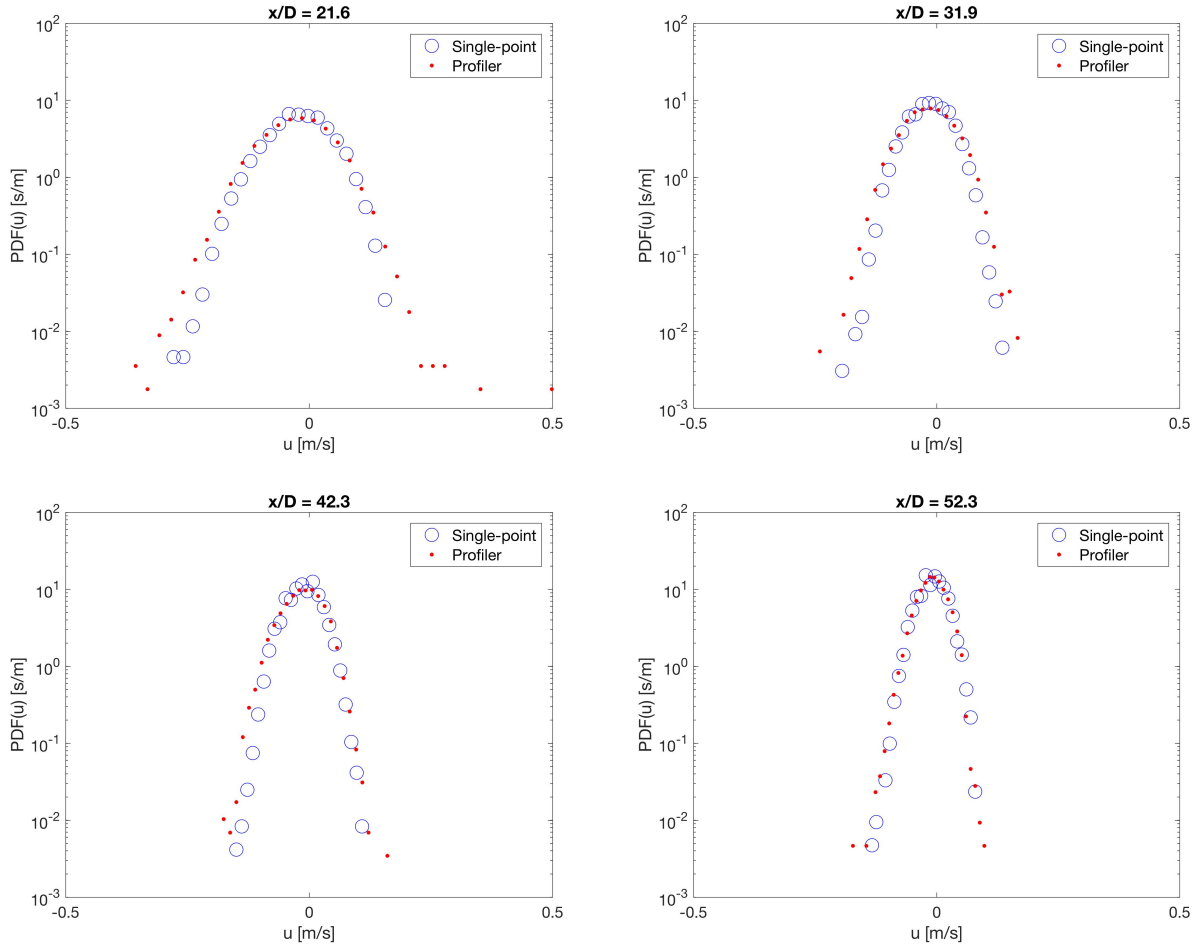 x/D = 21.6
10^2
10^1
10^0
10^-1
10^-2
10^-3
PDF(u) [s/m]
Single-point
Profiler
-0.5
0
0.5
u [m/s]
x/D = 31.9
10^2
10^1
10^0
10^-1
10^-2
10^-3
PDF(u) [s/m]
Single-point
Profiler
-0.5
0
0.5
u [m/s]
x/D = 42.3
10^2
10^1
10^0
10^-1
10^-2
10^-3
PDF(u) [s/m]
Single-point
Profiler
-0.5
0
0.5
u [m/s]
x/D = 52.3
10^2
10^1
10^0
10^-1
10^-2
10^-3
PDF(u) [s/m]
Single-point
Profiler
-0.5
0
0.5
u [m/s]